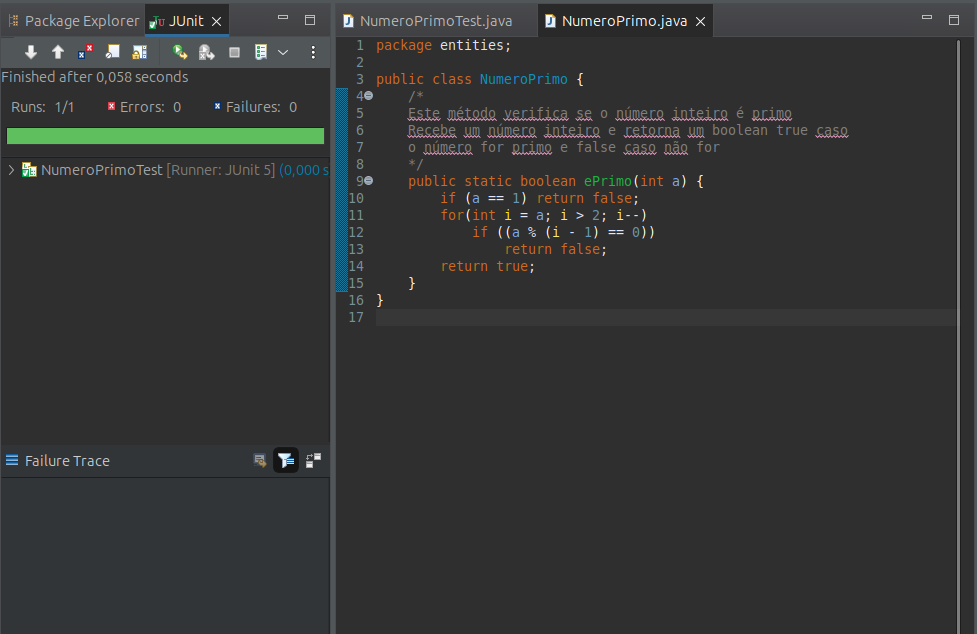 Package Explorer JUnit
Finished after 0,058 seconds
Runs: 1/1 Errors: 0 Failures: 0
NumeroPrimoTest [Runner: JUnit 5] (0,000 s
Failure Trace
NumeroPrimoTest.java NumeroPrimo.java
1 package entities;
2
3 public class NumeroPrimo {
4 /*
5 Este método verifica se o número inteiro é primo
6 Recebe um número inteiro e retorna um boolean true caso
7 o número for primo e false caso não for
8 */
9 public static boolean ePrimo(int a) {
10 if (a == 1) return false;
11 for(int i = a; i > 2; i--)
12 if ((a % (i - 1) == 0))
13 return false;
14 return true;
15 }
16 }
17